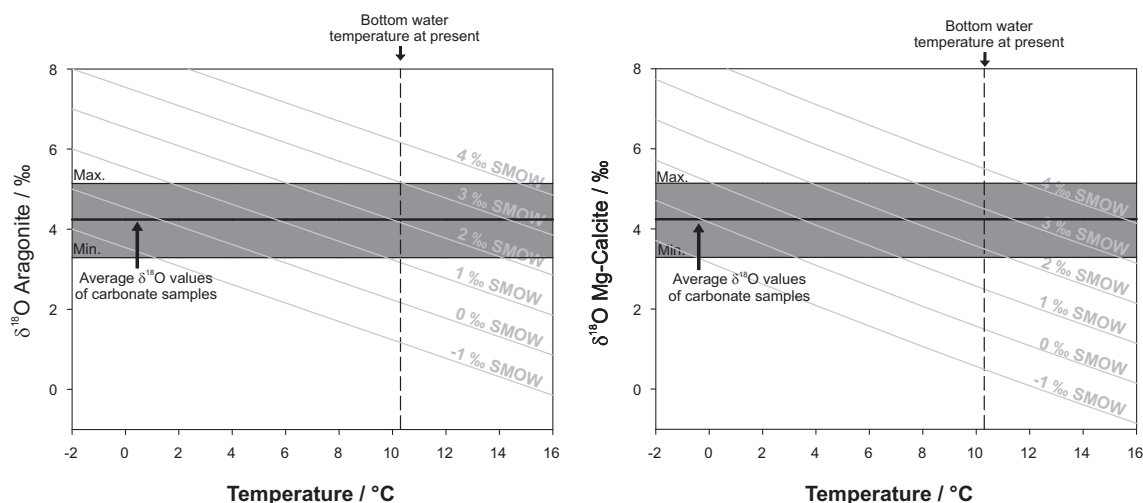 Bottom water
temperature at present
8
6
4
2
0
-2 0 2 4 6 8 10 12 14 16
δ¹⁸O Aragonite / ‰
Max.
Min.
Average δ¹⁸O values
of carbonate samples
4 ‰ SMOW
3 ‰ SMOW
2 ‰ SMOW
1 ‰ SMOW
0 ‰ SMOW
-1 ‰ SMOW
Temperature / °C
Bottom water
temperature at present
8
6
4
2
0
-2 0 2 4 6 8 10 12 14 16
δ¹⁸O Mg-Calcite / ‰
Max.
Min.
Average δ¹⁸O values
of carbonate samples
4 ‰ SMOW
3 ‰ SMOW
2 ‰ SMOW
1 ‰ SMOW
0 ‰ SMOW
-1 ‰ SMOW
Temperature / °C